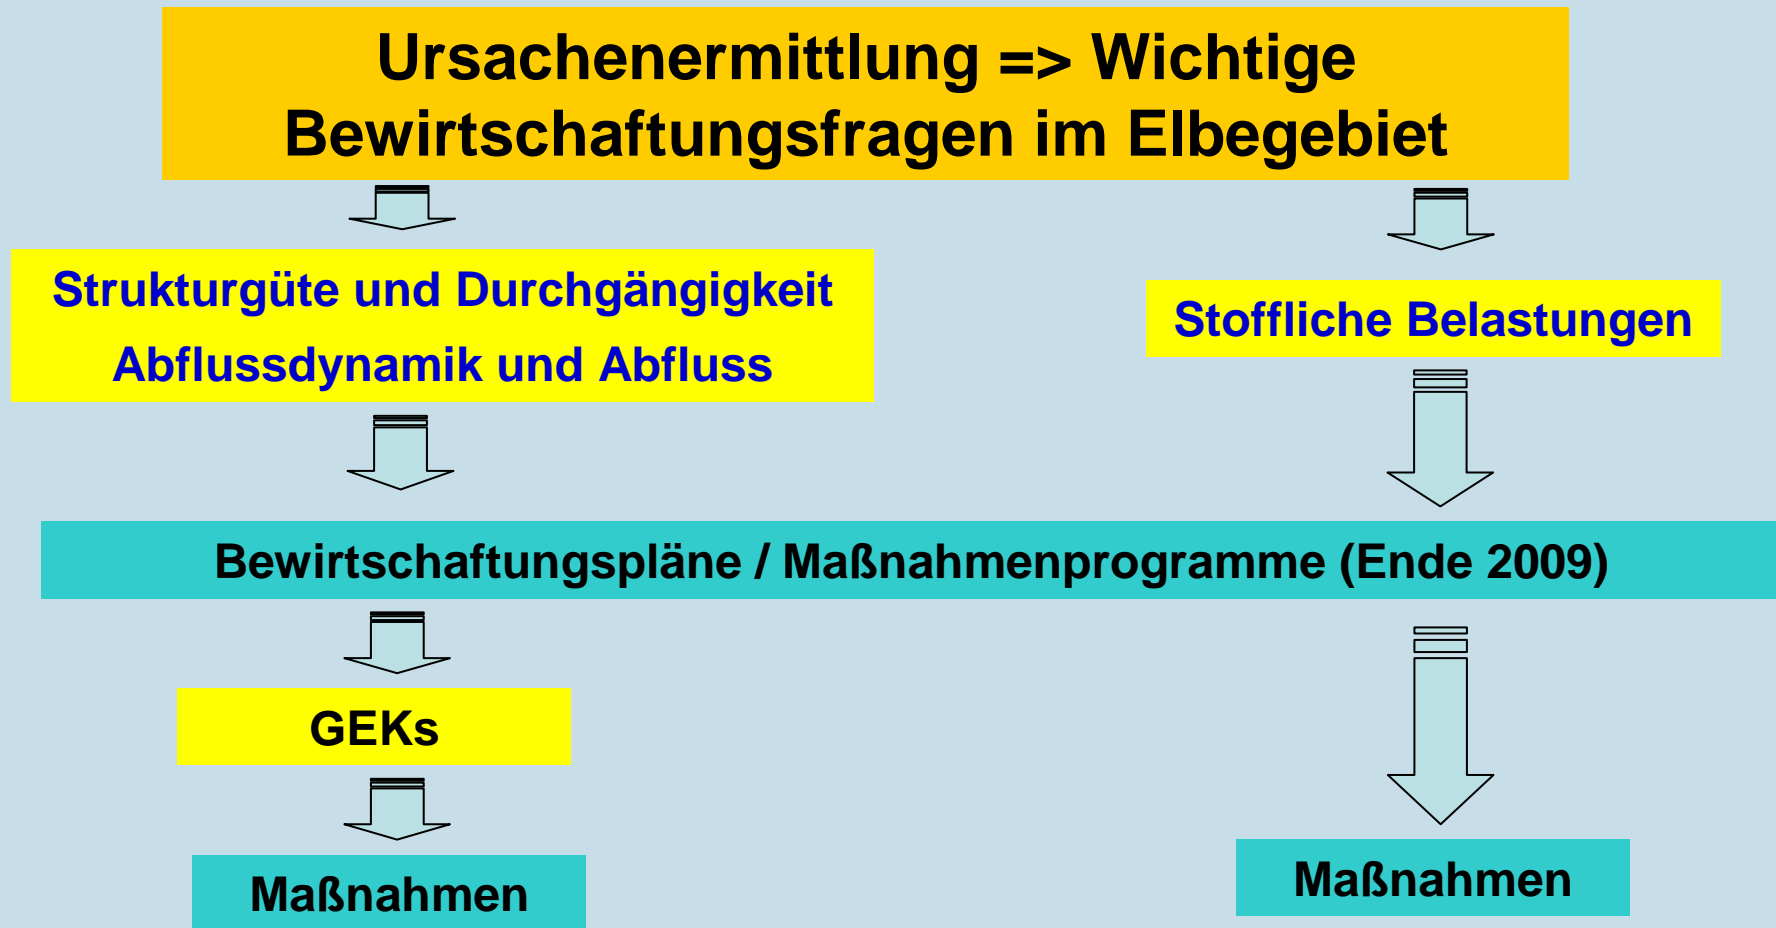 Ursachenermittlung => Wichtige
Bewirtschaftungsfragen im Elbegebiet
Strukturgüte und Durchgängigkeit
Abflussdynamik und Abfluss
Stoffliche Belastungen
Bewirtschaftungspläne / Maßnahmenprogramme (Ende 2009)
GEKs
Maßnahmen
Maßnahmen